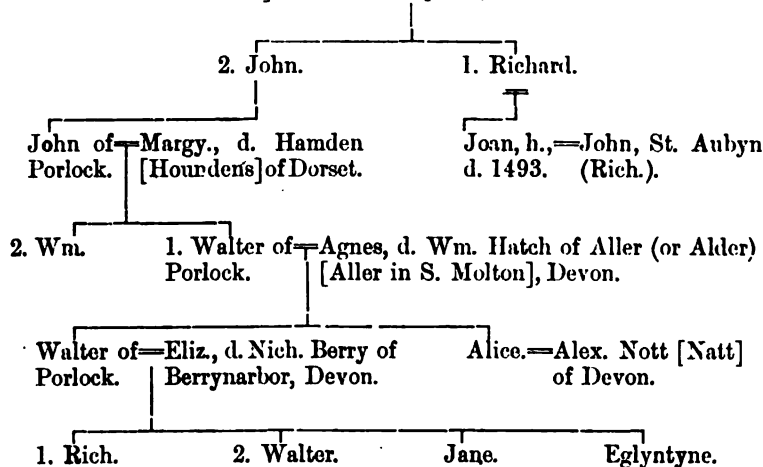 2. John. 1. Richard.
John of Margy., d. Hamden Joan, h., John, St. Aubyn
Porlock. [Hourdens] of Dorset. d. 1493. (Rich.).
2. Wm. 1. Walter of Agnes, d. Wm. Hatch of Aller (or Alder)
Porlock. [Aller in S. Molton], Devon.
Walter of Eliz., d. Nich. Berry of Alice. Alex. Nott [Natt]
Porlock. Berrynarbor, Devon. of Devon.
1. Rich. 2. Walter. Jane. Eglyntyne.